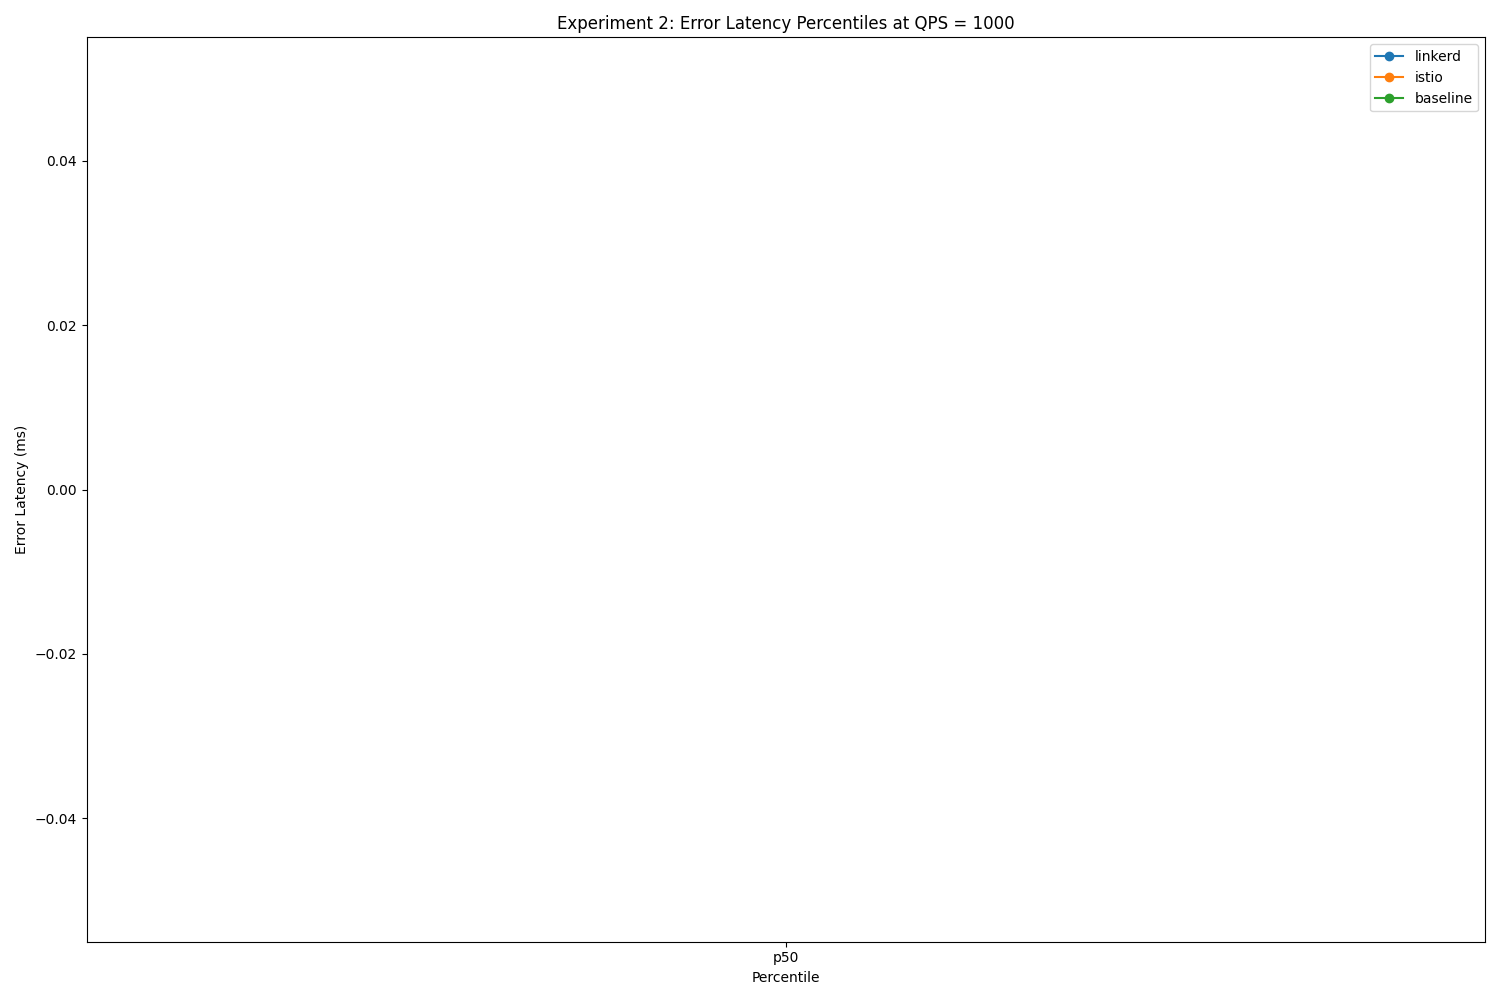 Experiment 2: Error Latency Percentiles at QPS = 1000
linkerd
istio
baseline
0.04
0.02
0.00
−0.02
−0.04
Error Latency (ms)
p50
Percentile